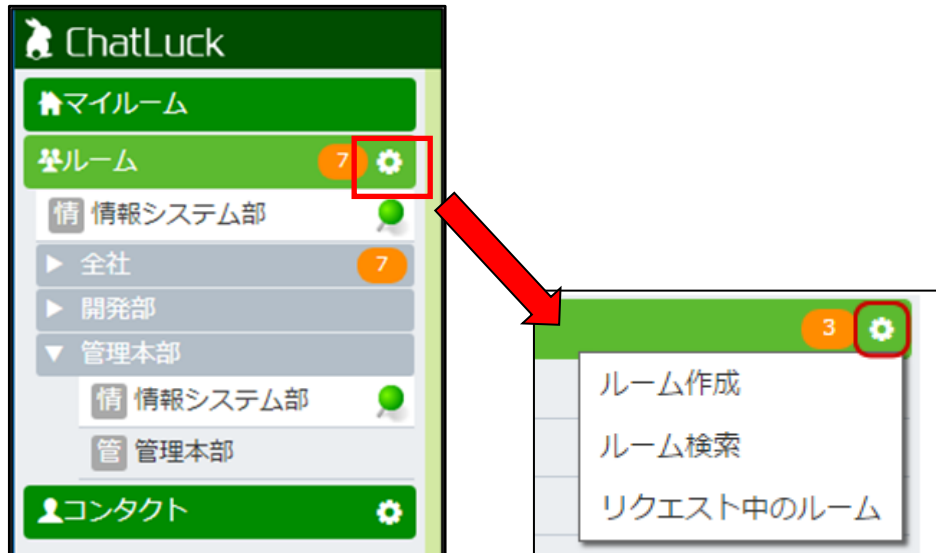 ChatLuck
マイルーム
ルーム 7
情 情報システム部
▶ 全社 7
▶ 開発部
▼ 管理本部
情 情報システム部
管 管理本部
コンタクト
3
ルーム作成
ルーム検索
リクエスト中のルーム